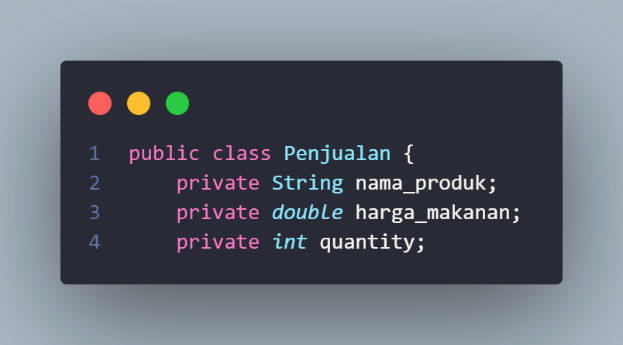 1 public class Penjualan {
2 private String nama_produk;
3 private double harga_makanan;
4 private int quantity;